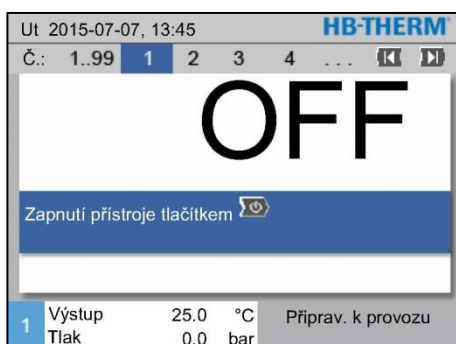 Ut 2015-07-07, 13:45 HB-THERM®
Č.: 1..99 1 2 3 4 ...
OFF
Zapnutí přístroje tlačítkem
1 Výstup 25.0 °C Připrav. k provozu
Tlak 0.0 bar